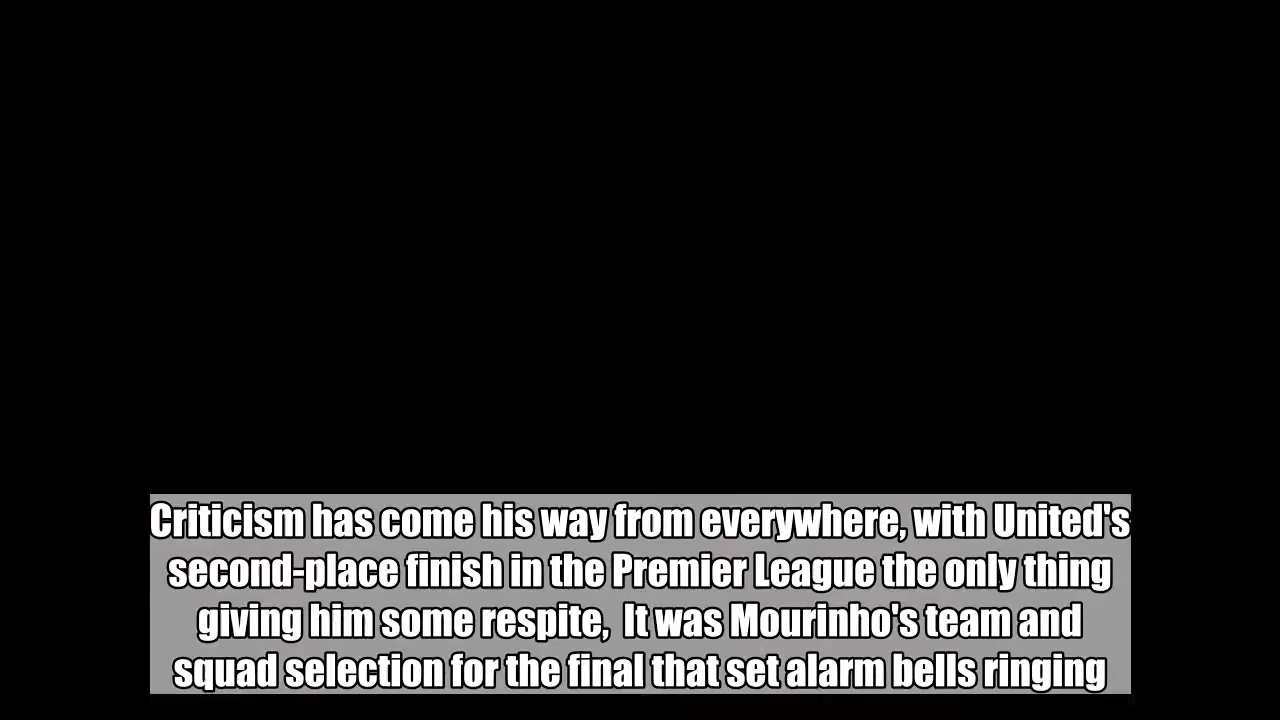 Criticism has come his way from everywhere, with United's
second-place finish in the Premier League the only thing
giving him some respite,  It was Mourinho's team and
squad selection for the final that set alarm bells ringing